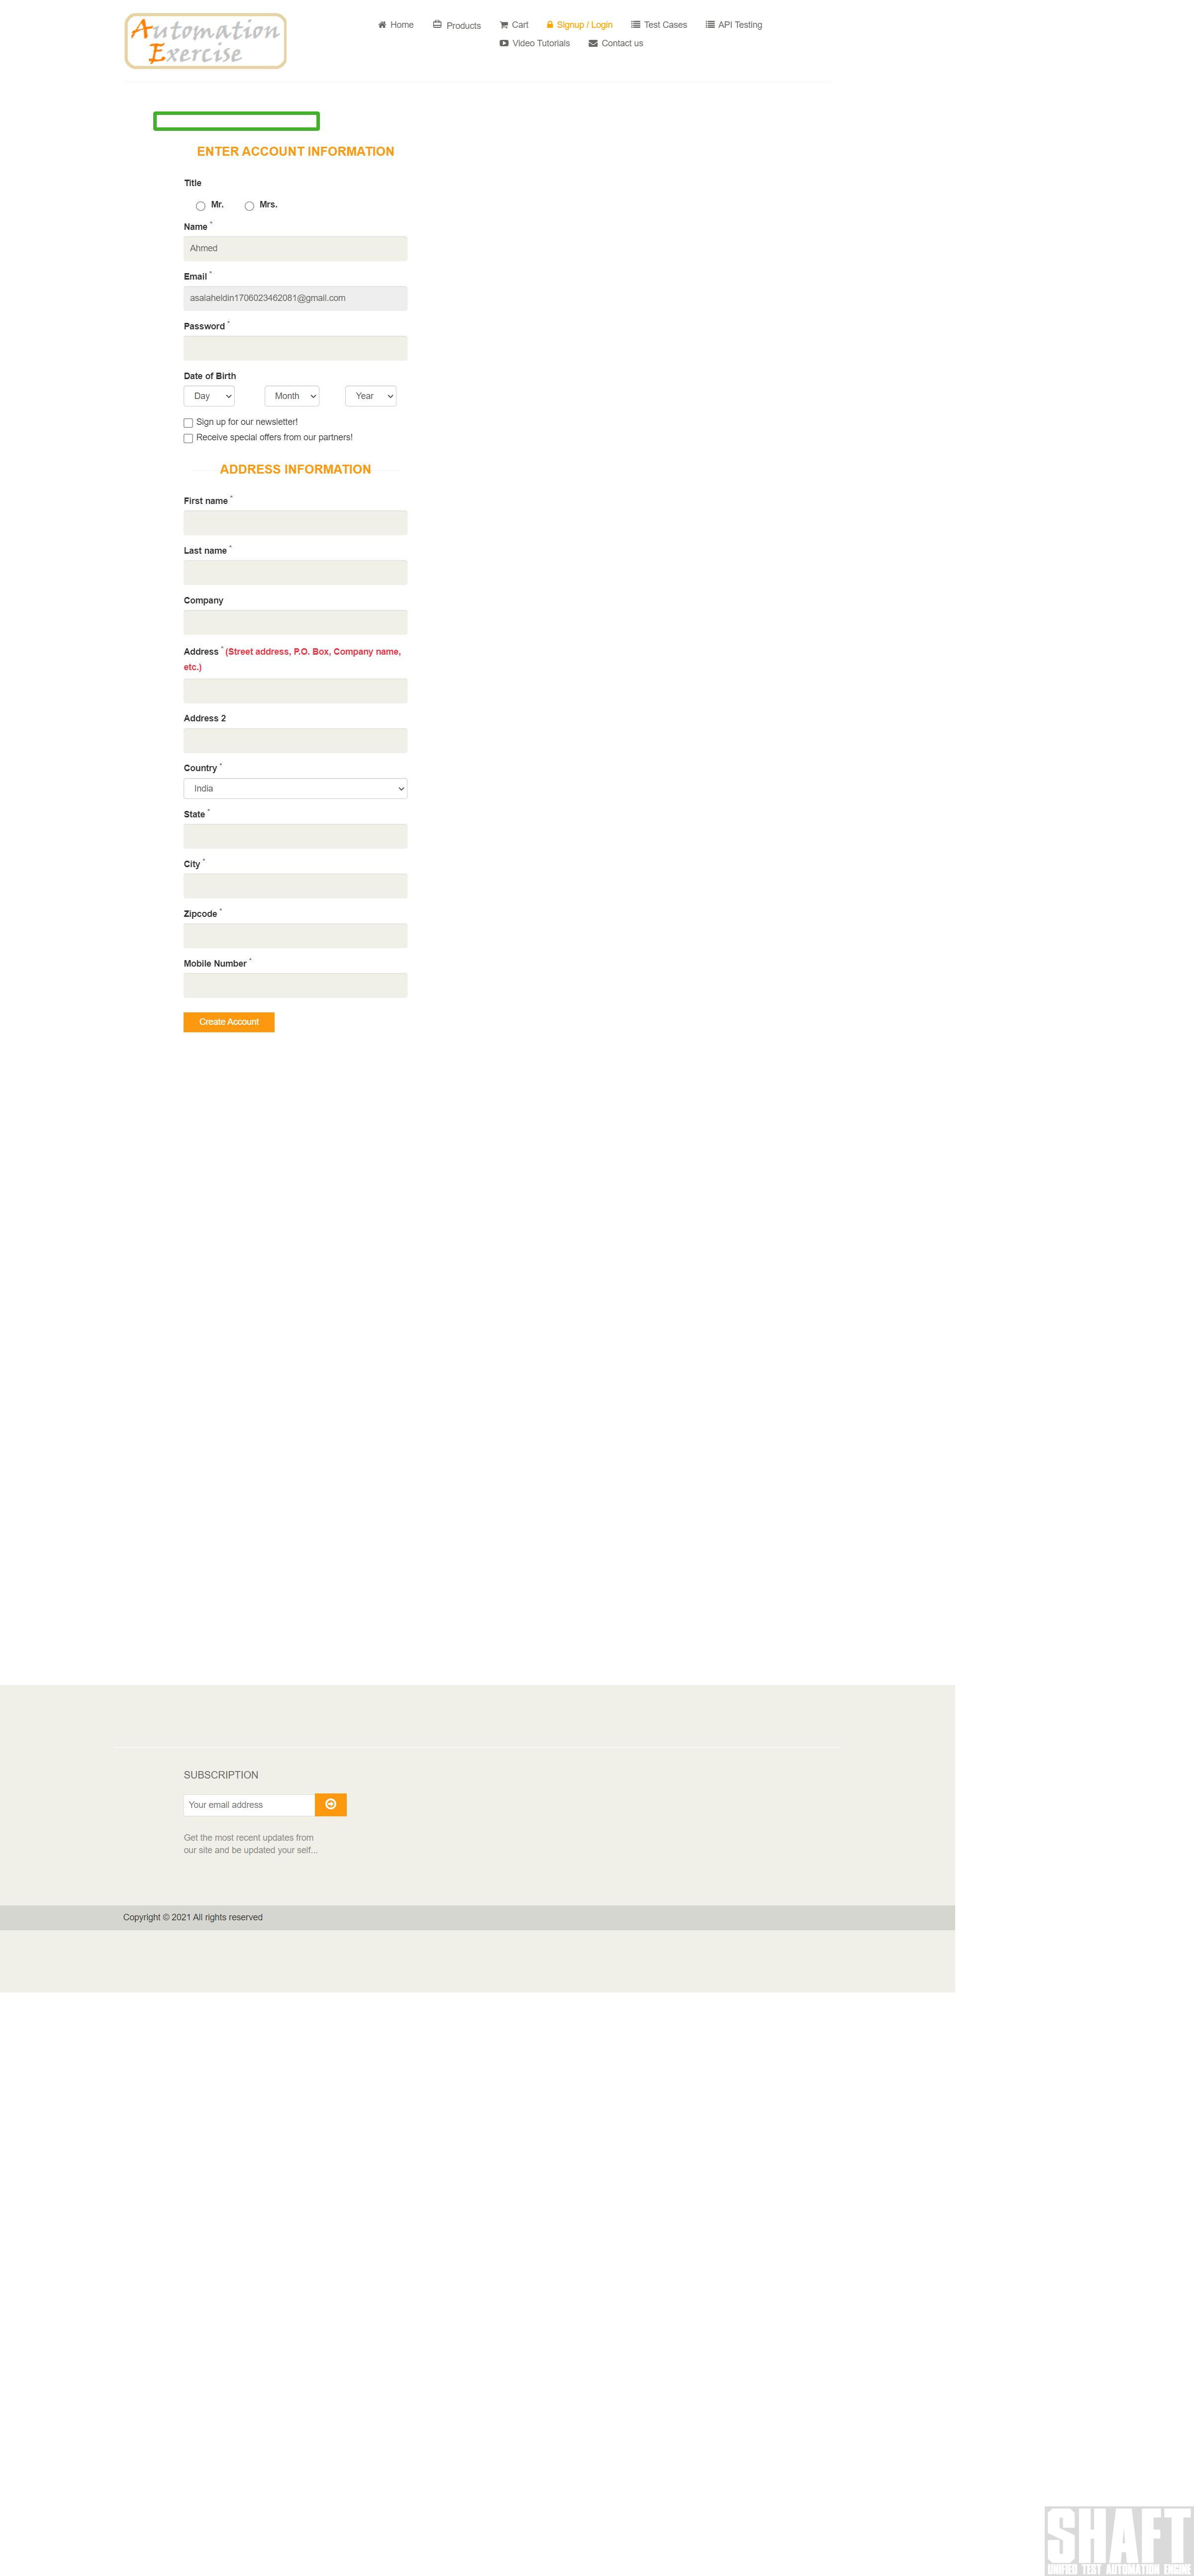 Automation
Exercise
Home Products Cart Signup / Login Test Cases API Testing
Video Tutorials Contact us
ENTER ACCOUNT INFORMATION
Title
Mr. Mrs.
Name *
Ahmed
Email *
asalaheldin1706023462081@gmail.com
Password *
Date of Birth
Day Month Year
Sign up for our newsletter!
Receive special offers from our partners!
ADDRESS INFORMATION
First name *
Last name *
Company
Address * (Street address, P.O. Box, Company name,
etc.)
Address 2
Country *
India
State *
City *
Zipcode *
Mobile Number *
Create Account
SUBSCRIPTION
Your email address
Get the most recent updates from
our site and be updated your self...
Copyright © 2021 All rights reserved
SHAFT
UNIFIED TEST AUTOMATION ENGINE